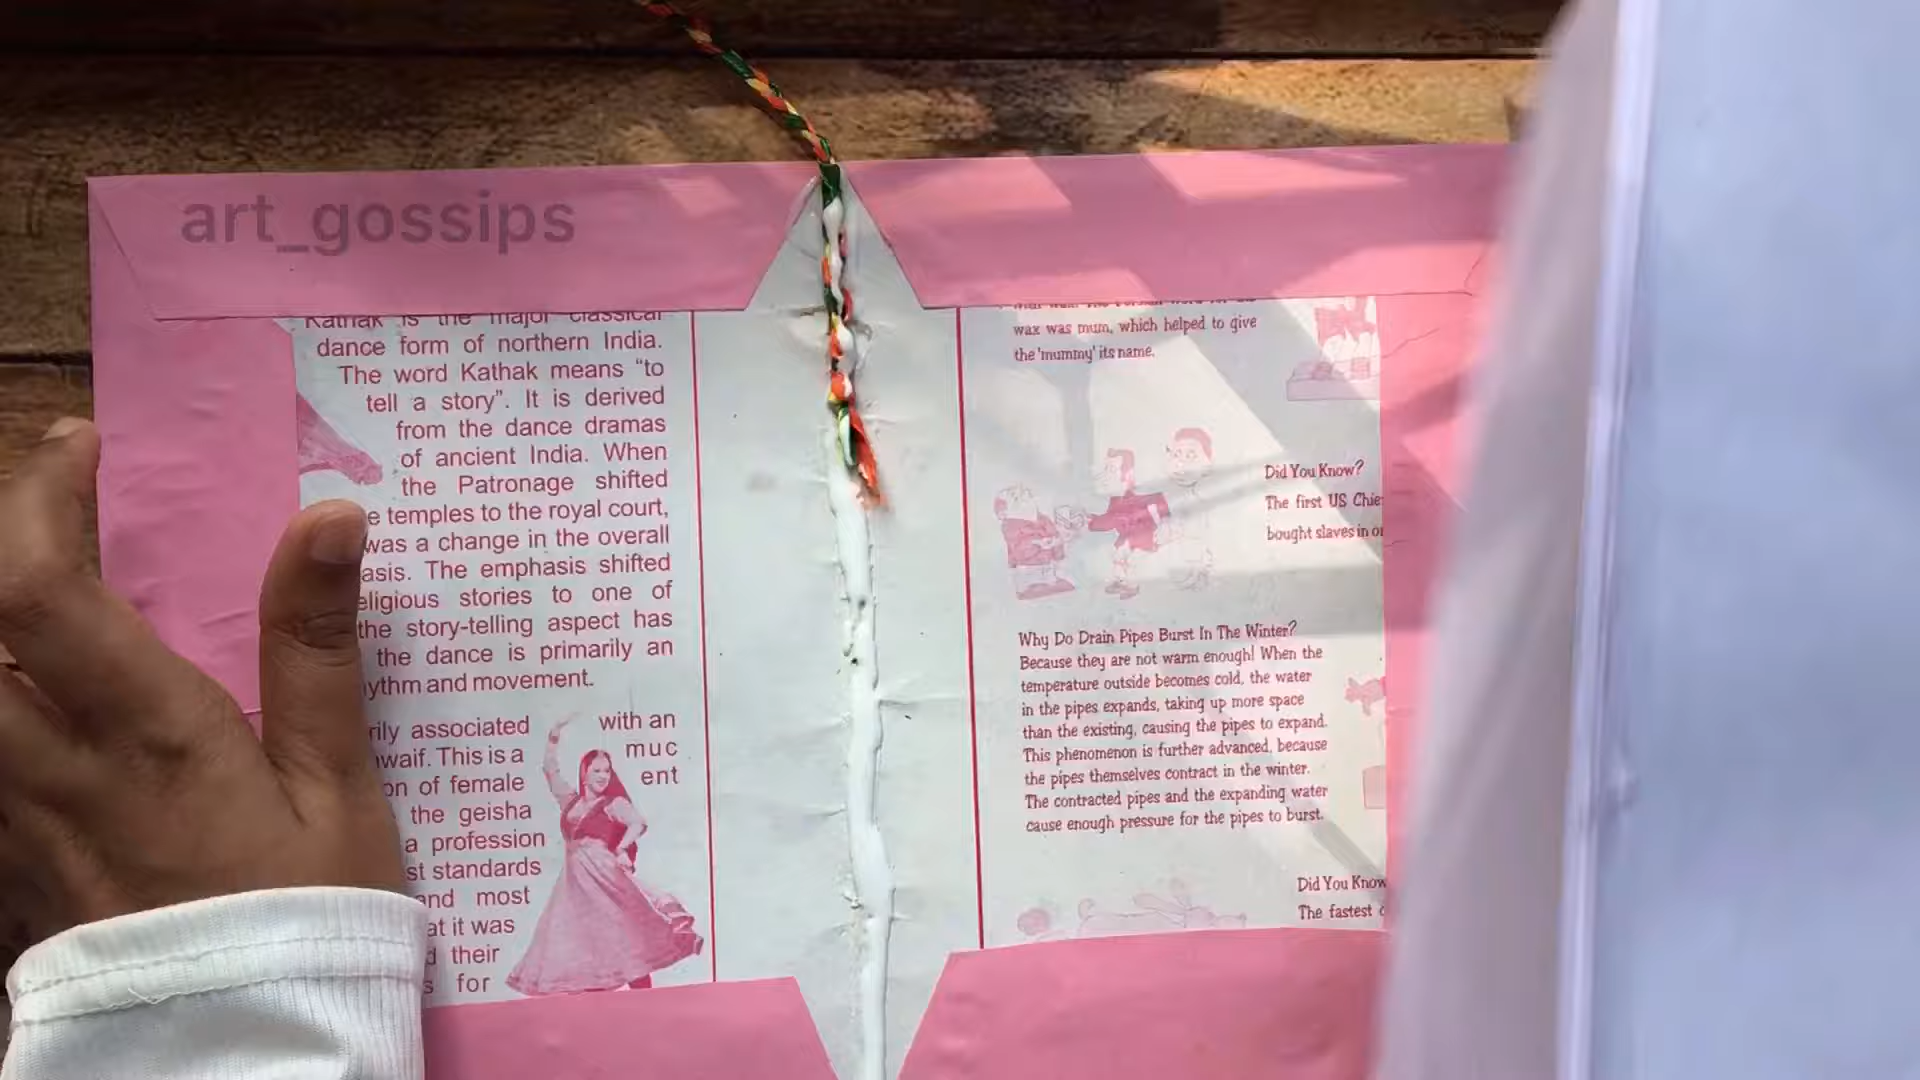 art_gossips
Kathak is the major classical
dance form of northern India.
The word Kathak means “to
tell a story”. It is derived
from the dance dramas
of ancient India. When
the Patronage shifted
e temples to the royal court,
was a change in the overall
asis. The emphasis shifted
eligious stories to one of
the story-telling aspect has
the dance is primarily an
ythm and movement.
rily associated with an
waif. This is a muc
on of female ent
the geisha
a profession
st standards
and most
at it was
d their
s for
wax was mum, which helped to give
the 'mummy' its name.
Did You Know?
The first US Chie
bought slaves in or
Why Do Drain Pipes Burst In The Winter?
Because they are not warm enough! When the
temperature outside becomes cold, the water
in the pipes expands, taking up more space
than the existing, causing the pipes to expand.
This phenomenon is further advanced, because
the pipes themselves contract in the winter.
The contracted pipes and the expanding water
cause enough pressure for the pipes to burst.
Did You Know
The fastest